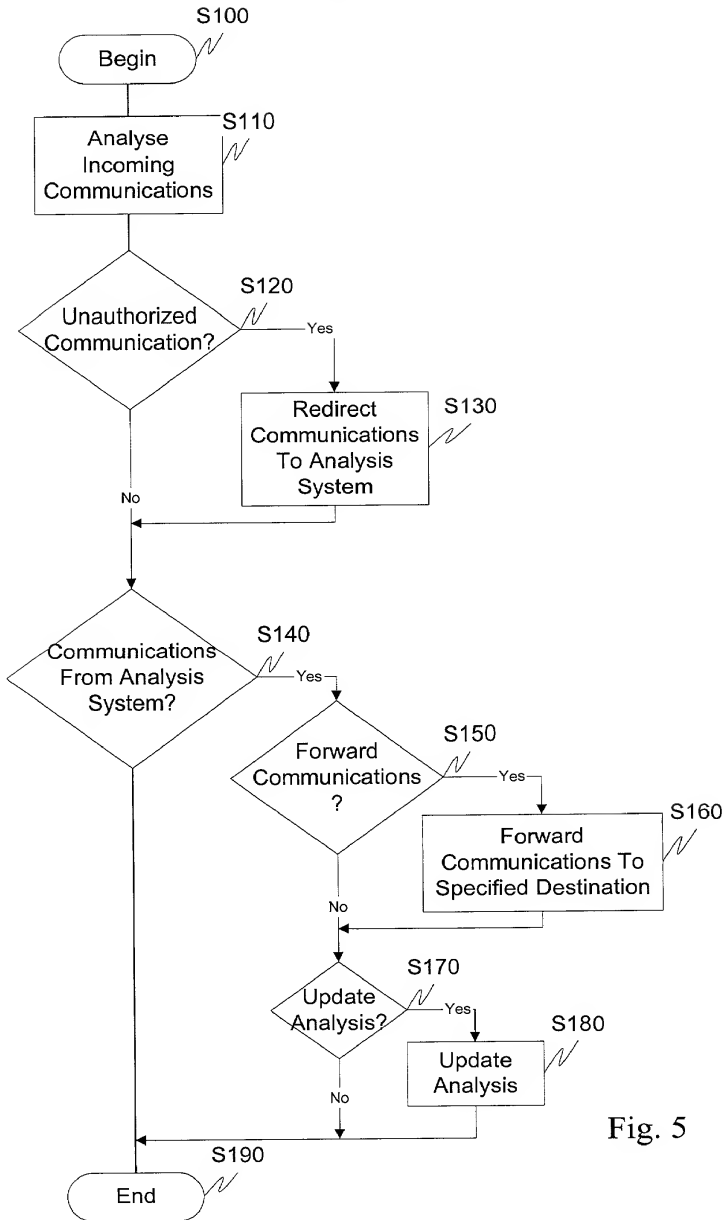 S100
Begin
S110
Analyse
Incoming
Communications
S120
Unauthorized
Communication?
Yes
S130
Redirect
Communications
To Analysis
System
No
S140
Communications
From Analysis
System?
Yes
S150
Forward
Communications
?
Yes
S160
Forward
Communications To
Specified Destination
No
S170
Update
Analysis?
Yes
S180
Update
Analysis
No
Fig. 5
S190
End